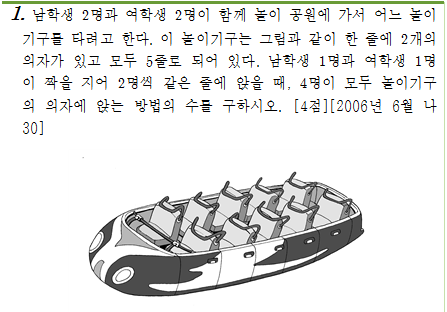 1. 남학생 2명과 여학생 2명이 함께 놀이 공원에 가서 어느 놀이
기구를 타려고 한다. 이 놀이기구는 그림과 같이 한 줄에 2개의
의자가 있고 모두 5줄로 되어 있다. 남학생 1명과 여학생 1명
이 짝을 지어 2명씩 같은 줄에 앉을 때, 4명이 모두 놀이기구
의 의자에 앉는 방법의 수를 구하시오. [4점][2006년 6월 나
30]